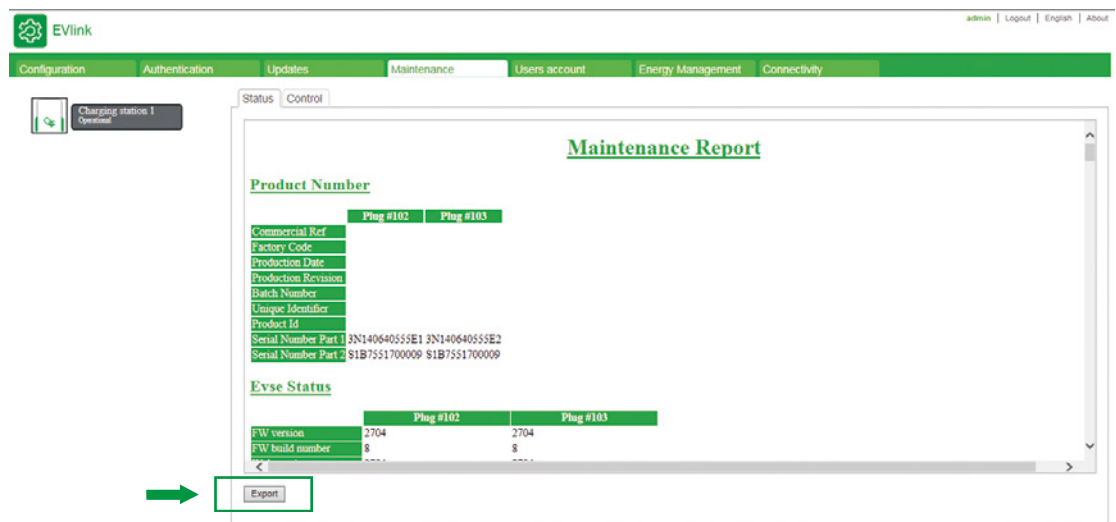 EVlink
admin | Logout | English | About
Configuration Authentication Updates Maintenance Users account Energy Management Connectivity
Charging station 1
Operational
Status Control
Maintenance Report
Product Number
Plug #102 Plug #103
Commercial Ref
Factory Code
Production Date
Production Revision
Batch Number
Unique Identifier
Product Id
Serial Number Part 1 3N140640555E1 3N140640555E2
Serial Number Part 2 S1B7551700009 S1B7551700009
Evse Status
Plug #102 Plug #103
FW version 2704 2704
FW build number 8 8
Export